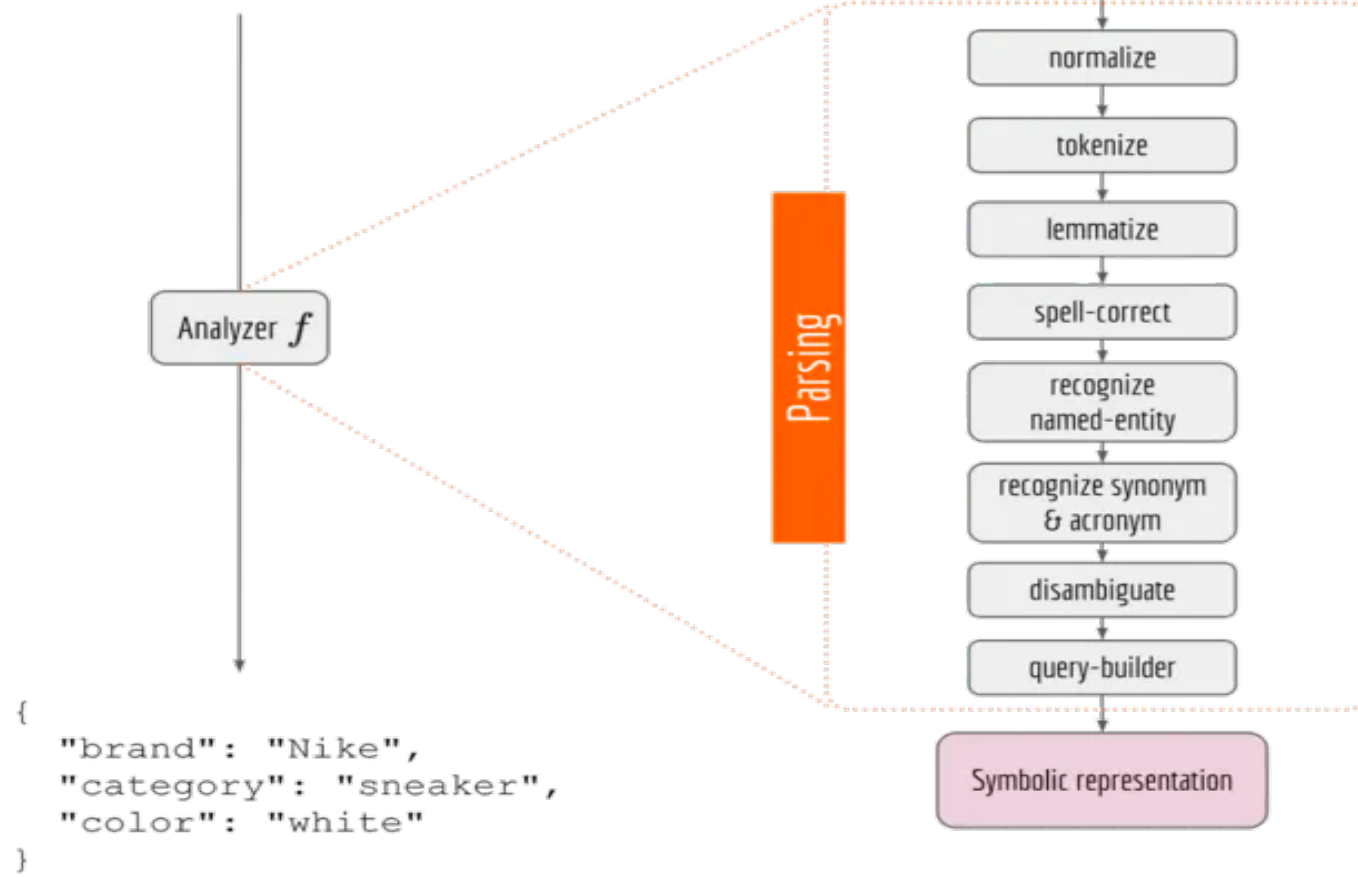 Analyzer f
{
"brand": "Nike",
"category": "sneaker",
"color": "white"
}
Parsing
normalize
tokenize
lemmatize
spell-correct
recognize
named-entity
recognize synonym
& acronym
disambiguate
query-builder
Symbolic representation